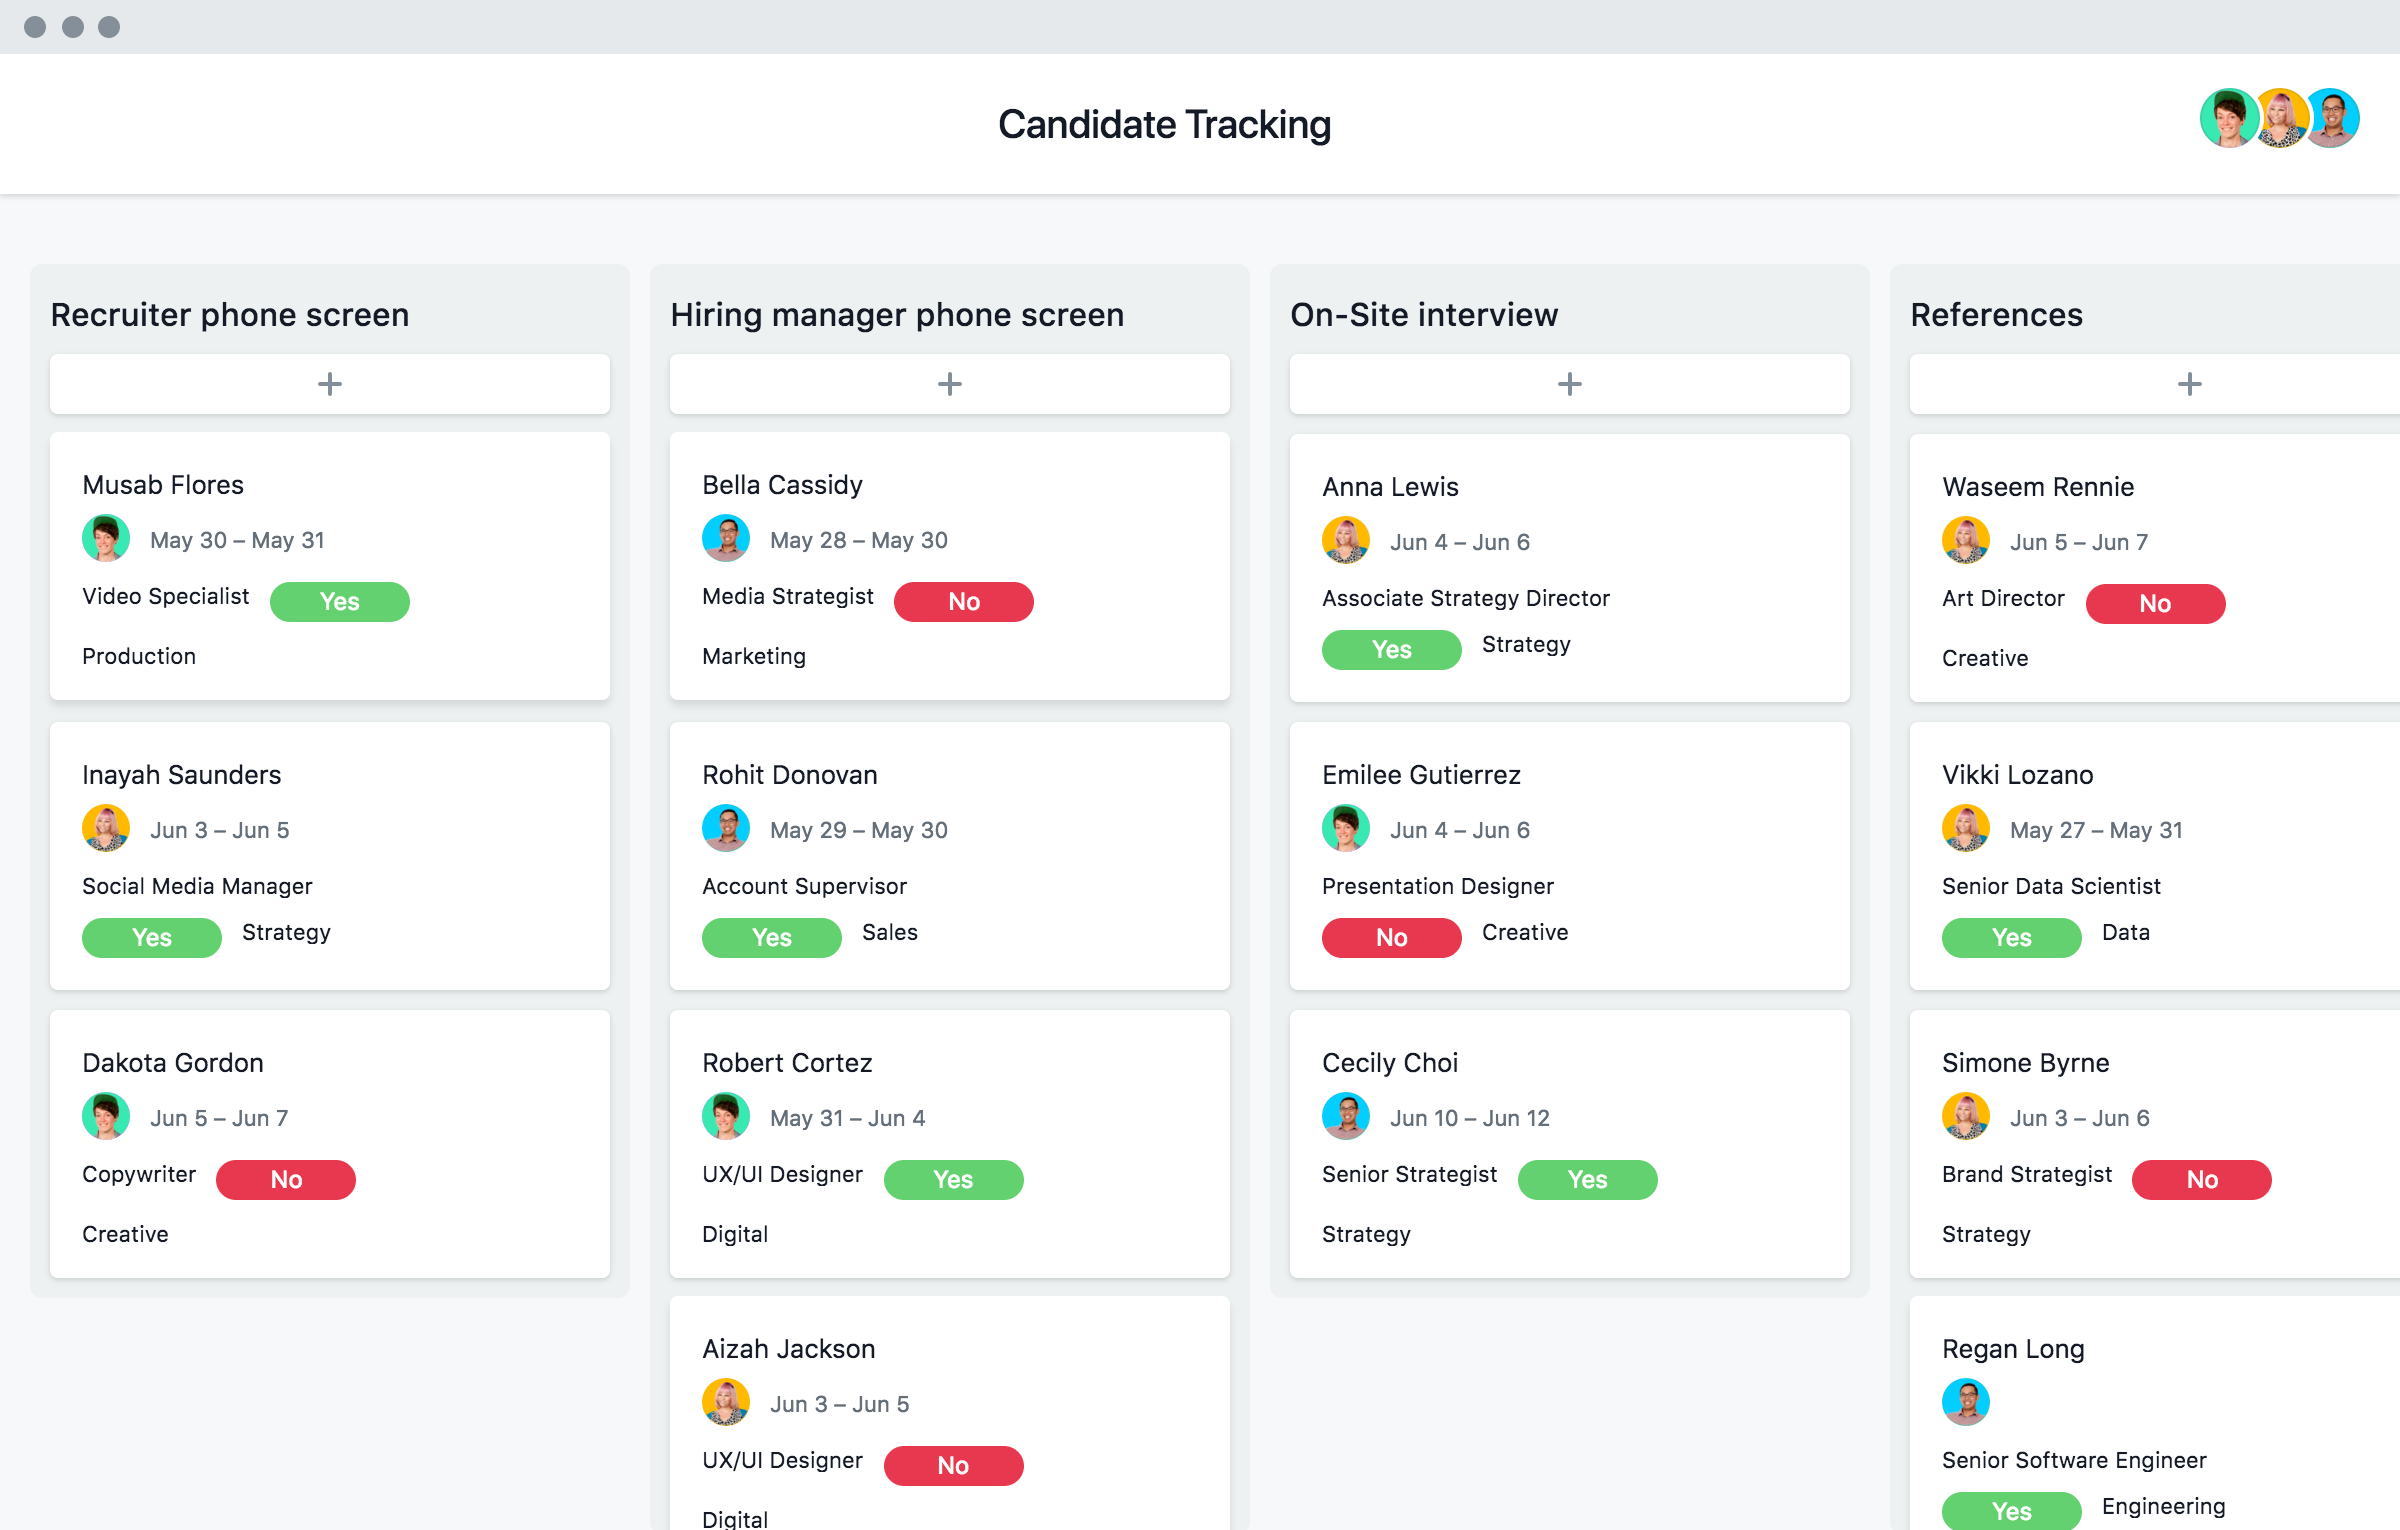 Candidate Tracking
Recruiter phone screen
Musab Flores
May 30 – May 31
Video Specialist Yes
Production
Inayah Saunders
Jun 3 – Jun 5
Social Media Manager
Yes Strategy
Dakota Gordon
Jun 5 – Jun 7
Copywriter No
Creative
Hiring manager phone screen
Bella Cassidy
May 28 – May 30
Media Strategist No
Marketing
Rohit Donovan
May 29 – May 30
Account Supervisor
Yes Sales
Robert Cortez
May 31 – Jun 4
UX/UI Designer Yes
Digital
Aizah Jackson
Jun 3 – Jun 5
UX/UI Designer No
Digital
On-Site interview
Anna Lewis
Jun 4 – Jun 6
Associate Strategy Director
Yes Strategy
Emilee Gutierrez
Jun 4 – Jun 6
Presentation Designer
No Creative
Cecily Choi
Jun 10 – Jun 12
Senior Strategist Yes
Strategy
References
Waseem Rennie
Jun 5 – Jun 7
Art Director No
Creative
Vikki Lozano
May 27 – May 31
Senior Data Scientist
Yes Data
Simone Byrne
Jun 3 – Jun 6
Brand Strategist No
Strategy
Regan Long
Senior Software Engineer
Yes Engineering